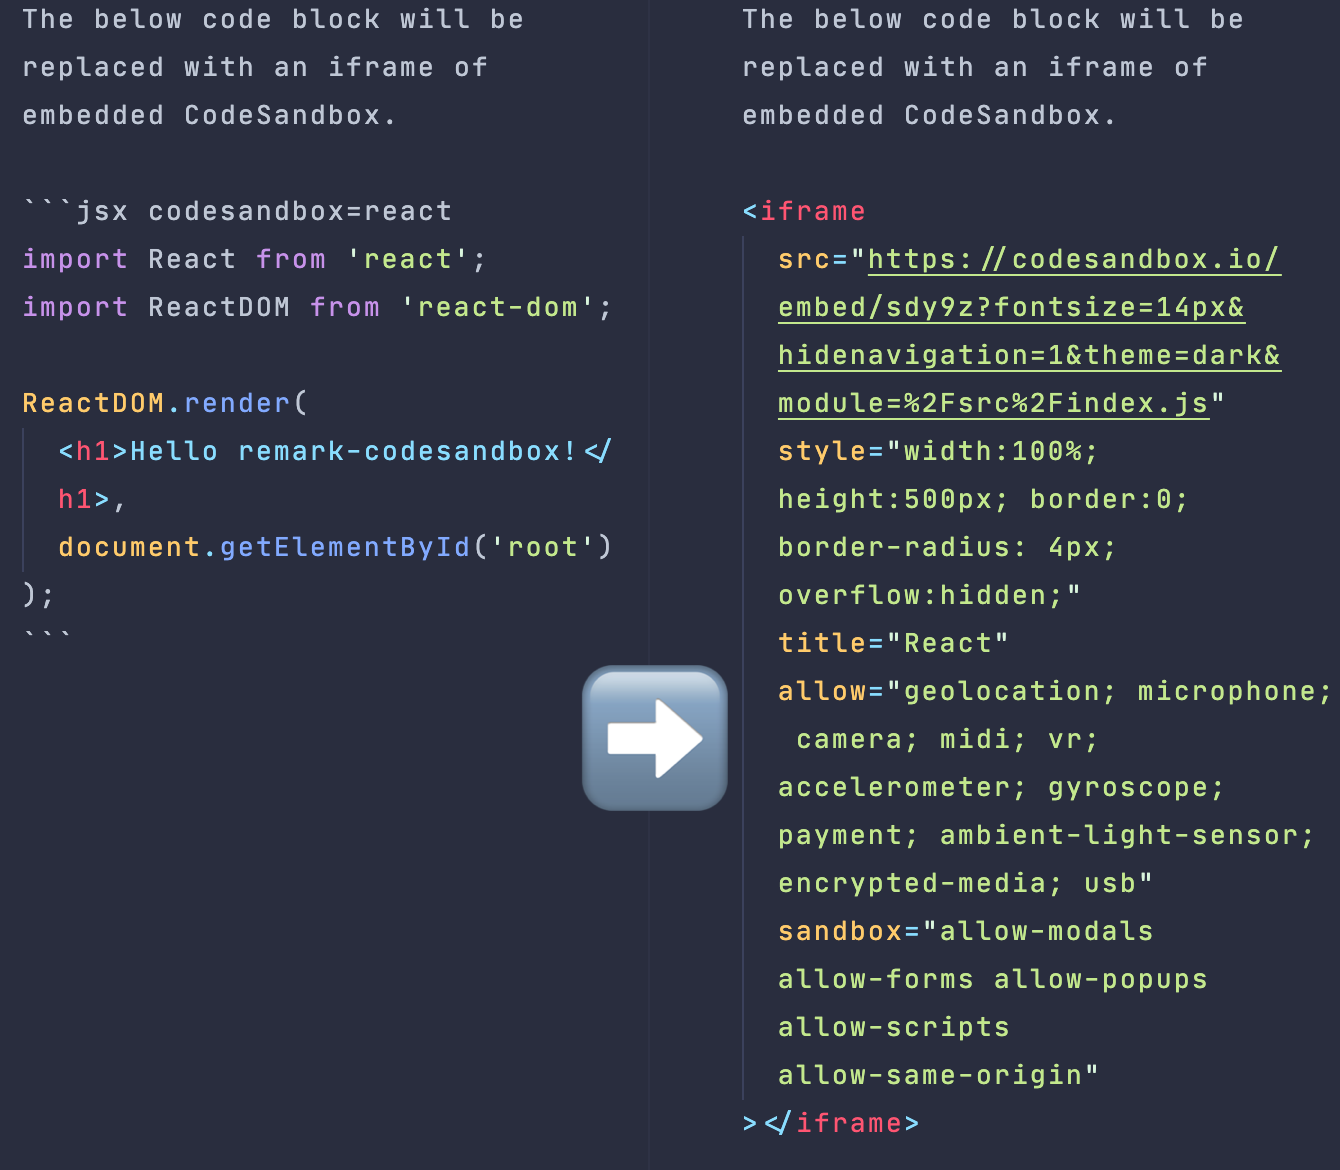 The below code block will be
replaced with an iframe of
embedded CodeSandbox.
```jsx codesandbox=react
import React from 'react';
import ReactDOM from 'react-dom';
ReactDOM.render(
<h1>Hello remark-codesandbox!</
h1>,
document.getElementById('root')
);
```
The below code block will be
replaced with an iframe of
embedded CodeSandbox.
<iframe
src="https://codesandbox.io/
embed/sdy9z?fontsize=14px&
hidenavigation=1&theme=dark&
module=%2Fsrc%2Findex.js"
style="width:100%;
height:500px; border:0;
border-radius: 4px;
overflow:hidden;"
title="React"
allow="geolocation; microphone;
camera; midi; vr;
accelerometer; gyroscope;
payment; ambient-light-sensor;
encrypted-media; usb"
sandbox="allow-modals
allow-forms allow-popups
allow-scripts
allow-same-origin"
></iframe>